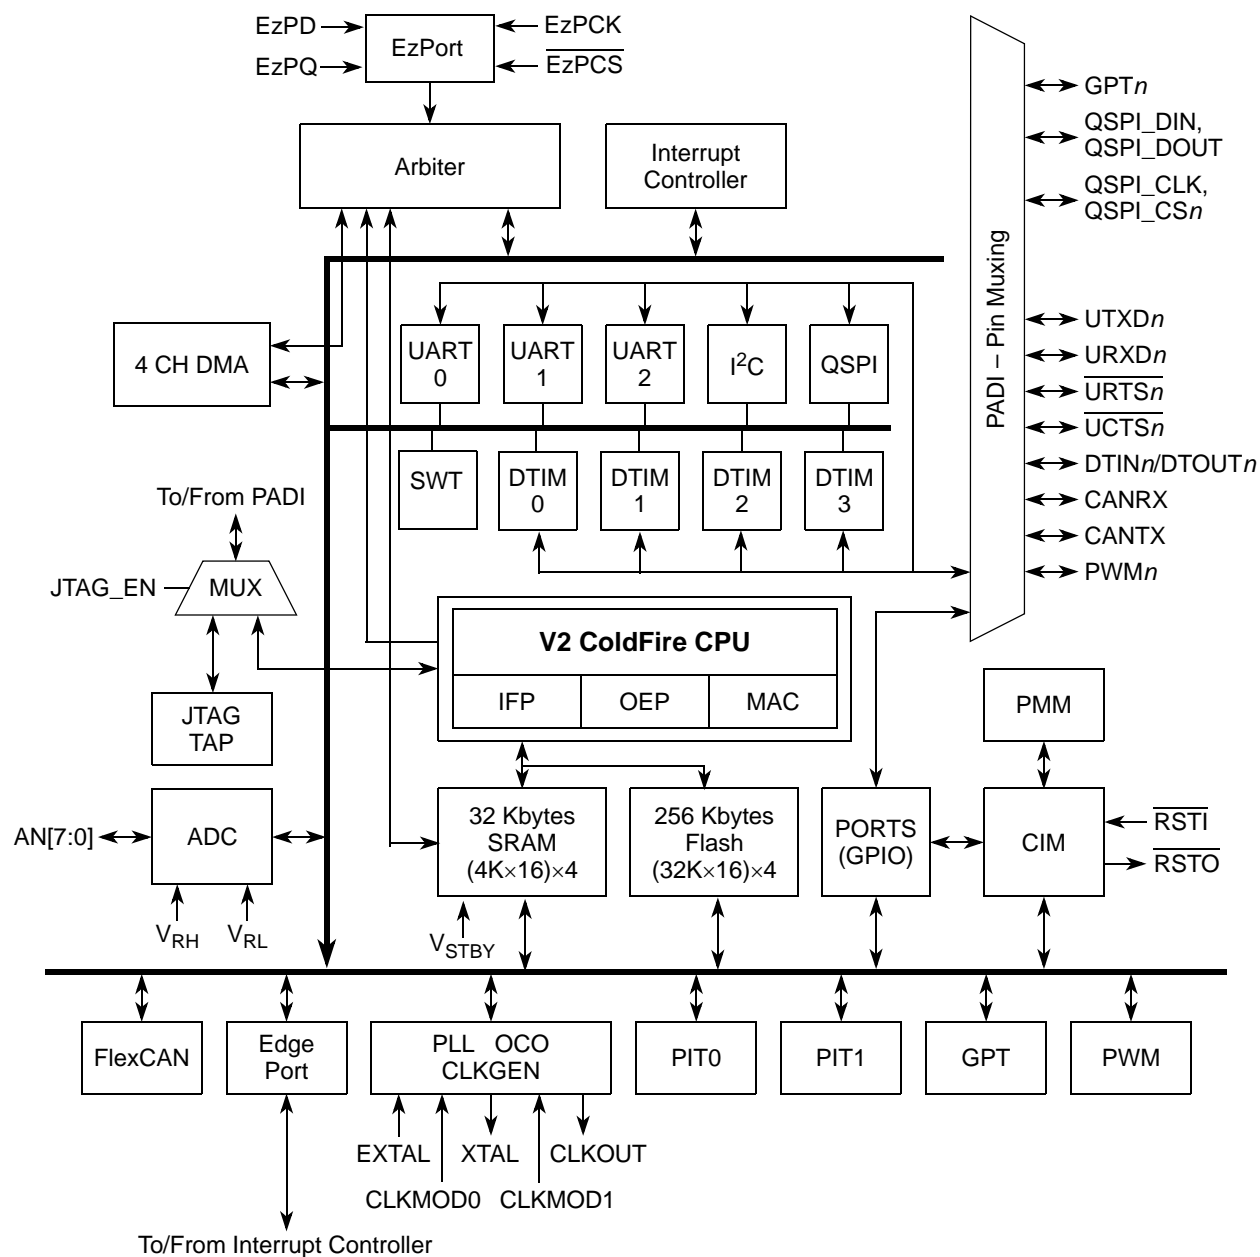 EzPD
EzPQ
EzPort
EzPCK
EzPCS
Arbiter
Interrupt
Controller
GPTn
QSPI_DIN,
QSPI_DOUT
QSPI_CLK,
QSPI_CSn
PADI – Pin Muxing
UTXDn
URXDn
URTSn
UCTSn
DTINn/DTOUTn
CANRX
CANTX
PWMn
4 CH DMA
UART
0
UART
1
UART
2
I²C
QSPI
SWT
DTIM
0
DTIM
1
DTIM
2
DTIM
3
To/From PADI
JTAG_EN
MUX
JTAG
TAP
V2 ColdFire CPU
IFP
OEP
MAC
PMM
AN[7:0]
ADC
VRH
VRL
32 Kbytes
SRAM
(4K×16)×4
VSTBY
256 Kbytes
Flash
(32K×16)×4
PORTS
(GPIO)
CIM
RSTI
RSTO
FlexCAN
Edge
Port
PLL OCO
CLKGEN
PIT0
PIT1
GPT
PWM
EXTAL
XTAL
CLKOUT
CLKMOD0
CLKMOD1
To/From Interrupt Controller